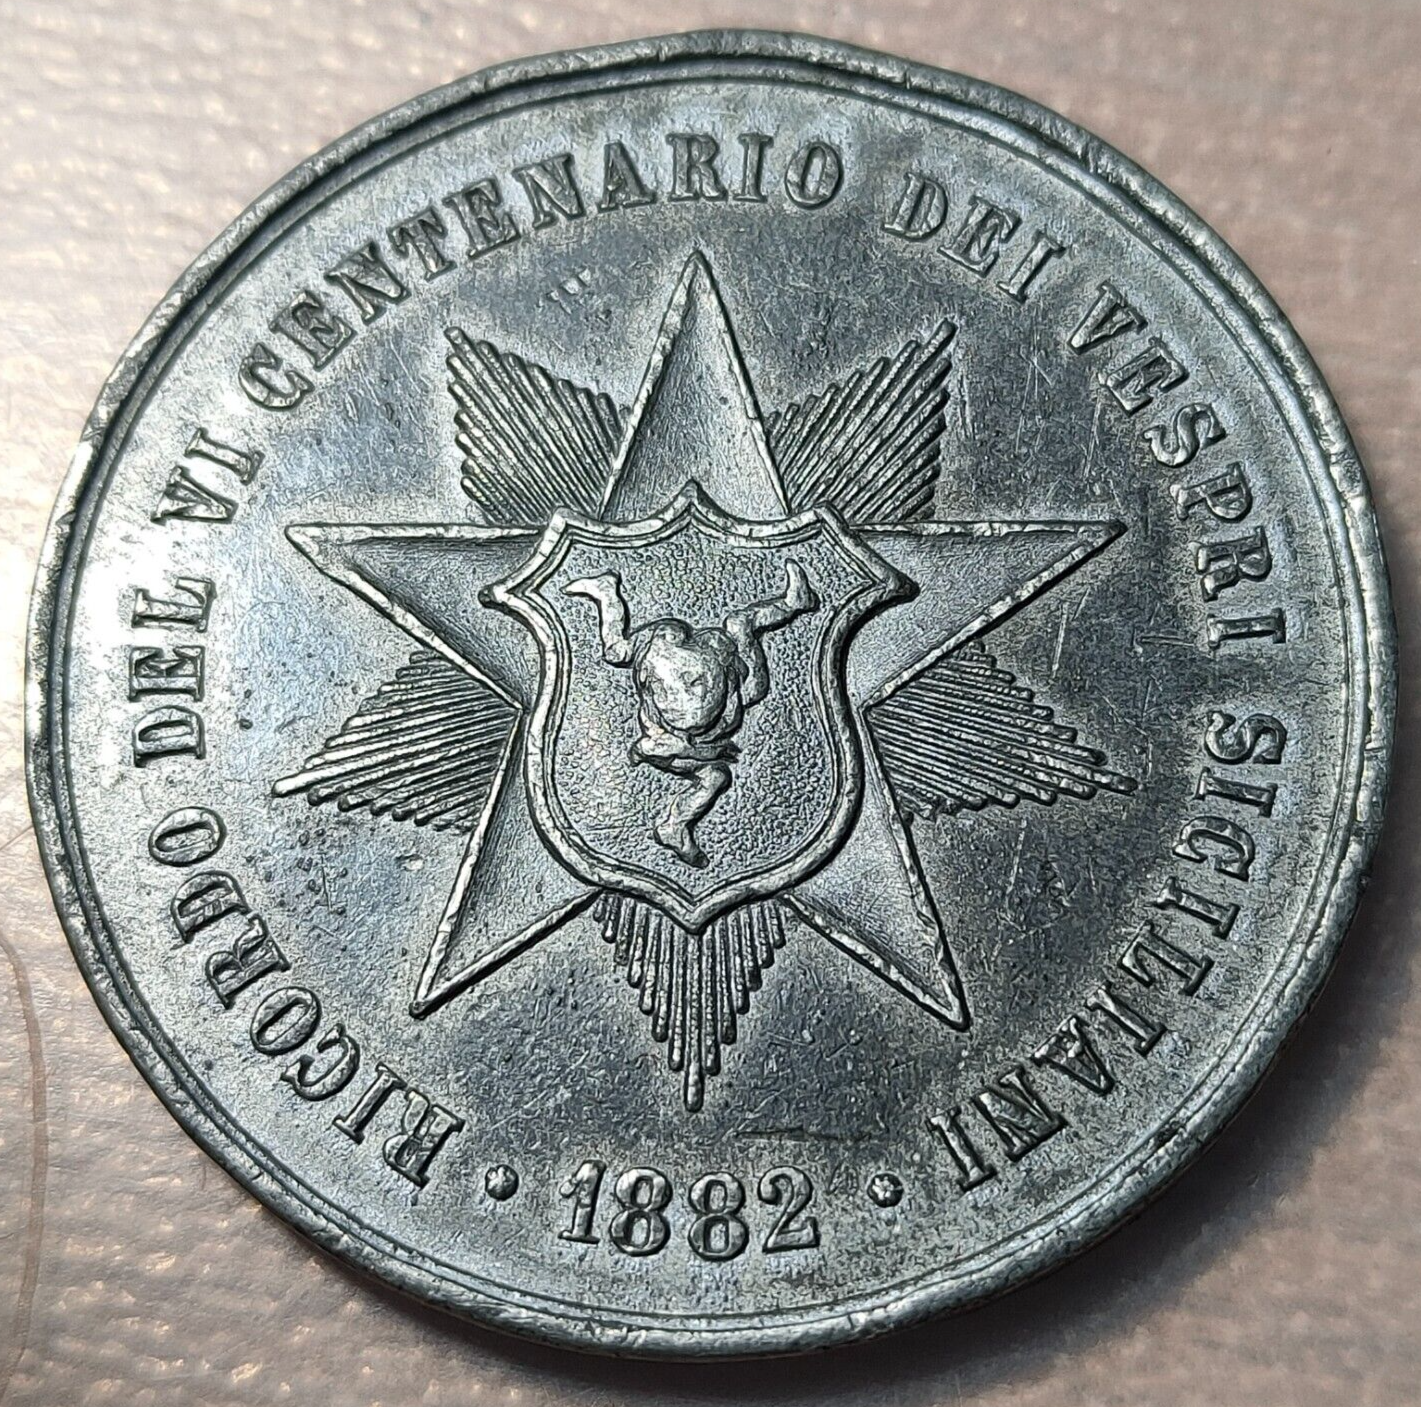 RICORDO DEL VI CENTENARIO DEI VESPRI SICILIANI
• 1882 •